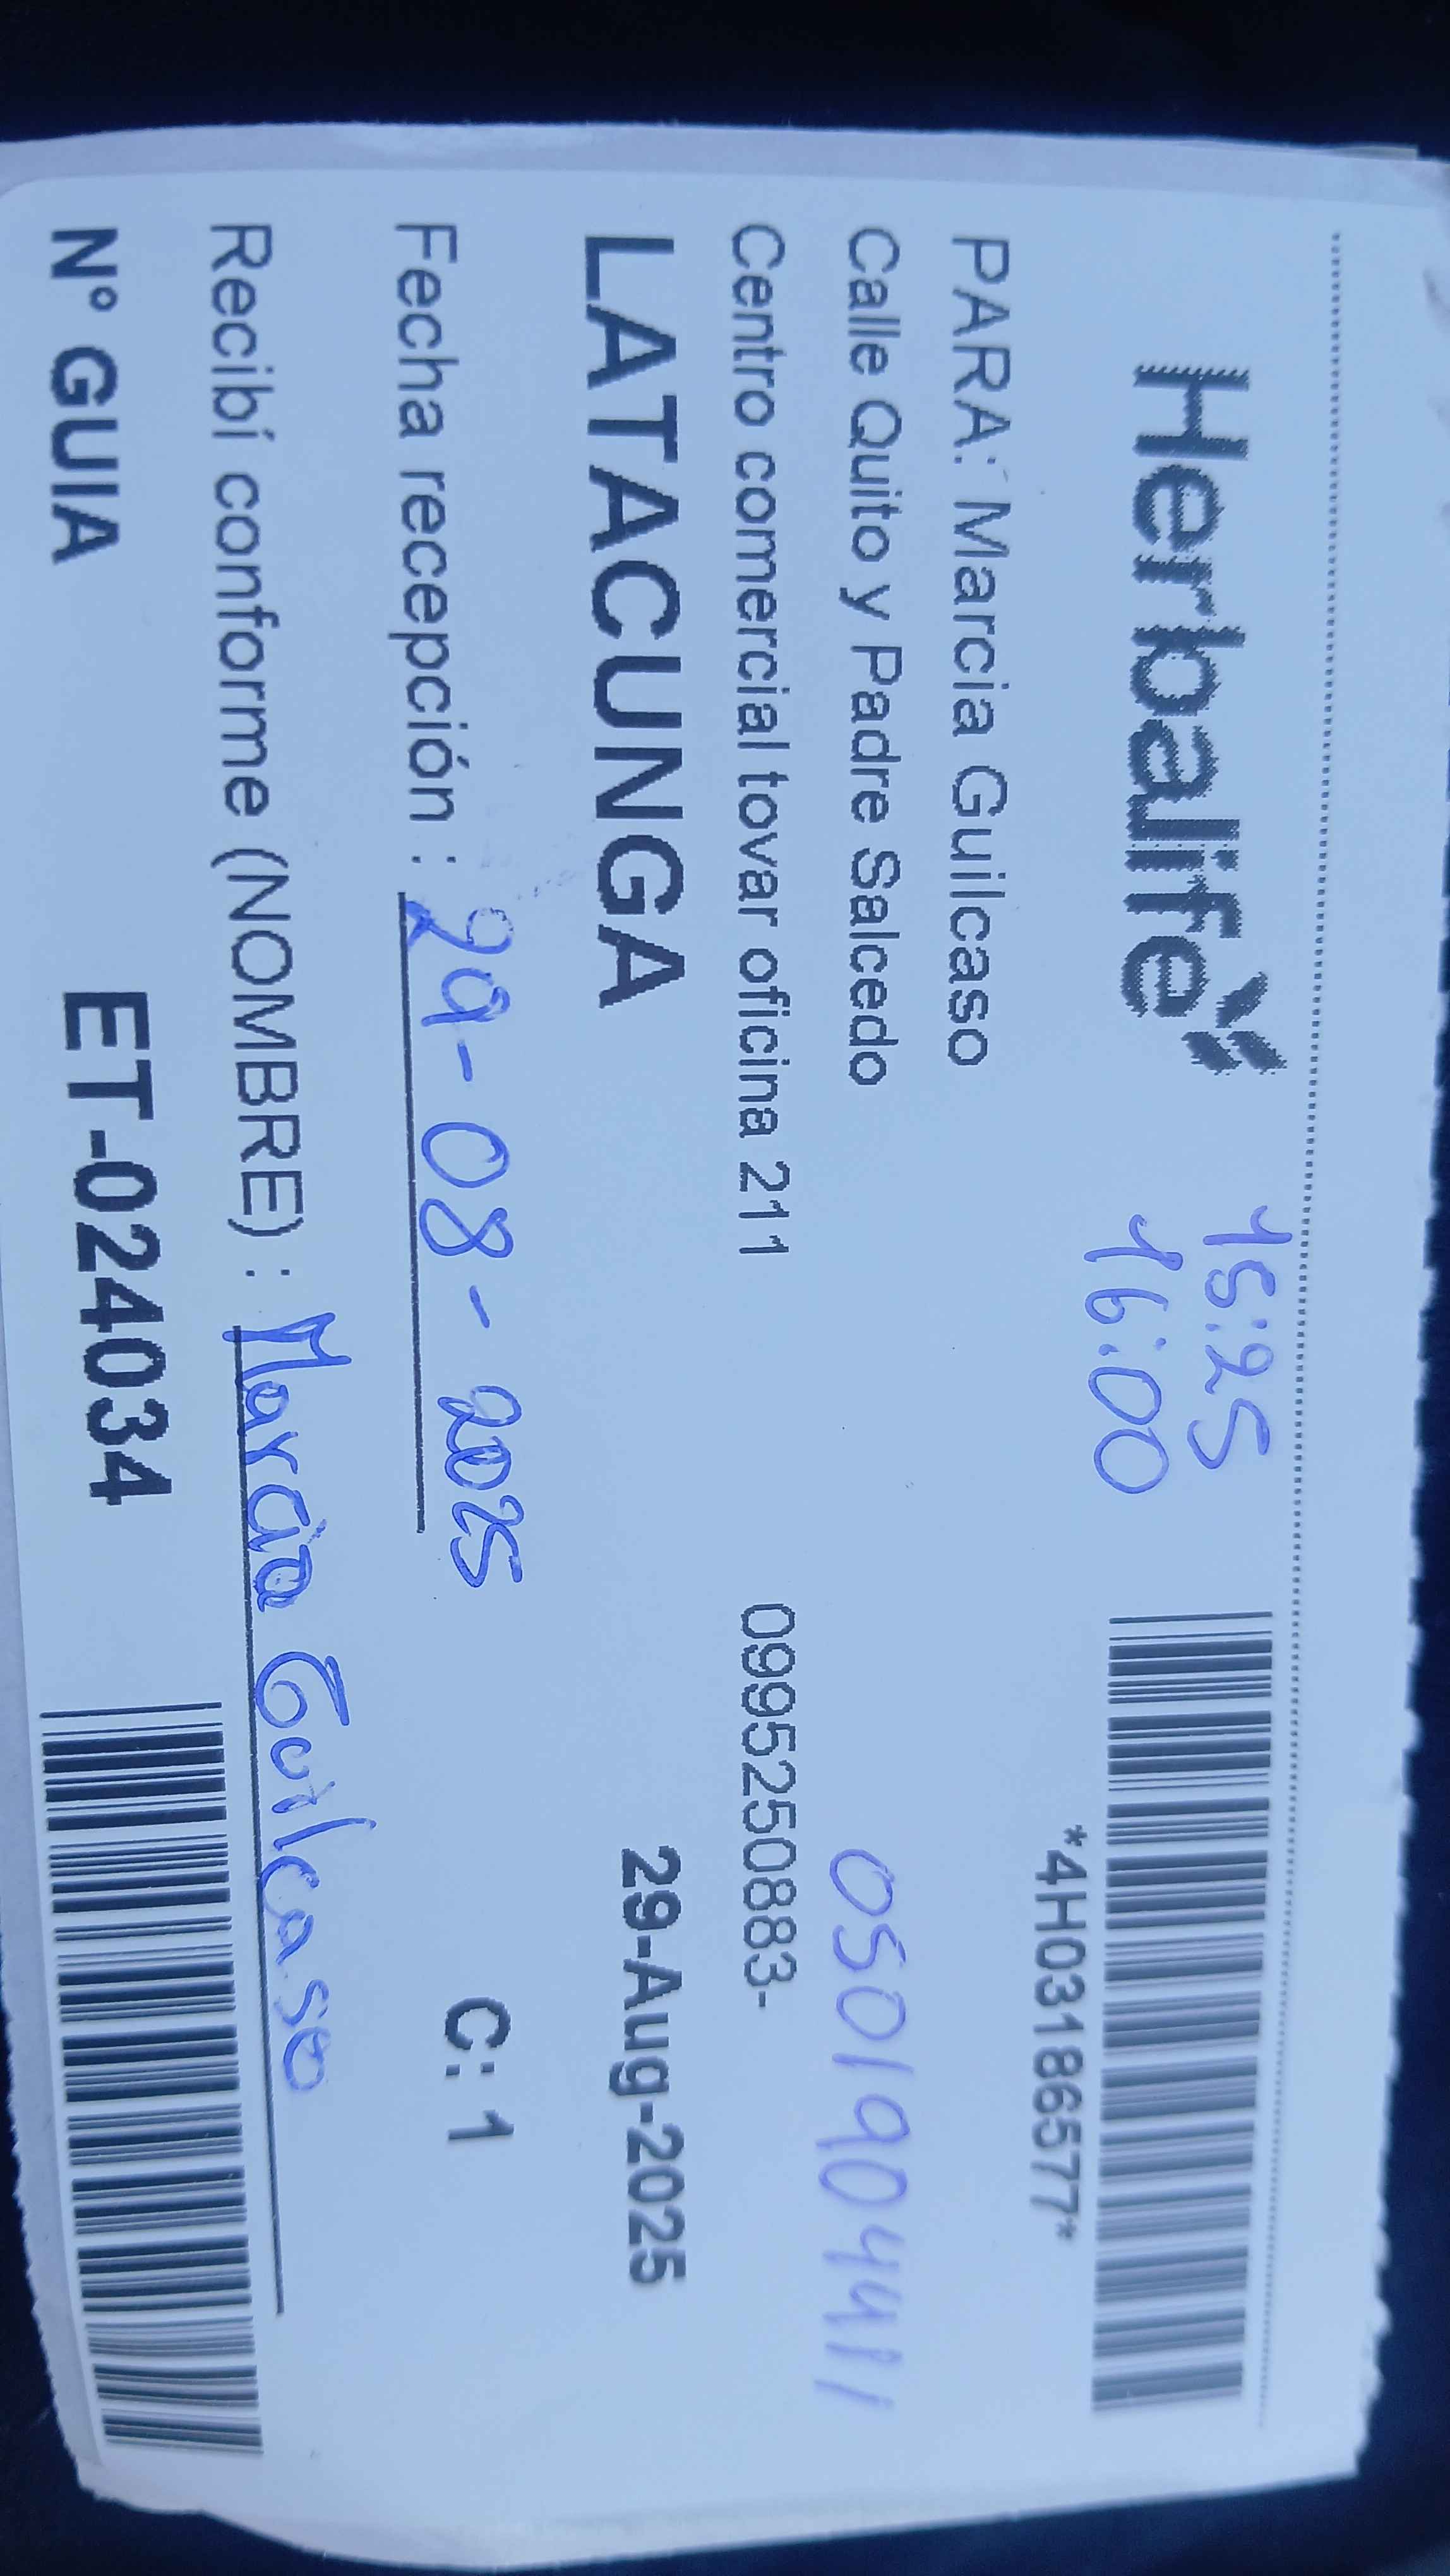 Herbalife
15:25
16:00
*4H03186577*
PARA: Marcia Guilcaso
Calle Quito y Padre Salcedo
0501904411
Centro comercial tovar oficina 211 0995250883-
LATACUNGA 29-Aug-2025
Fecha recepción : 29-08-2025 C: 1
Recibí conforme (NOMBRE) : Marcia Guilcaso
N° GUIA ET-024034